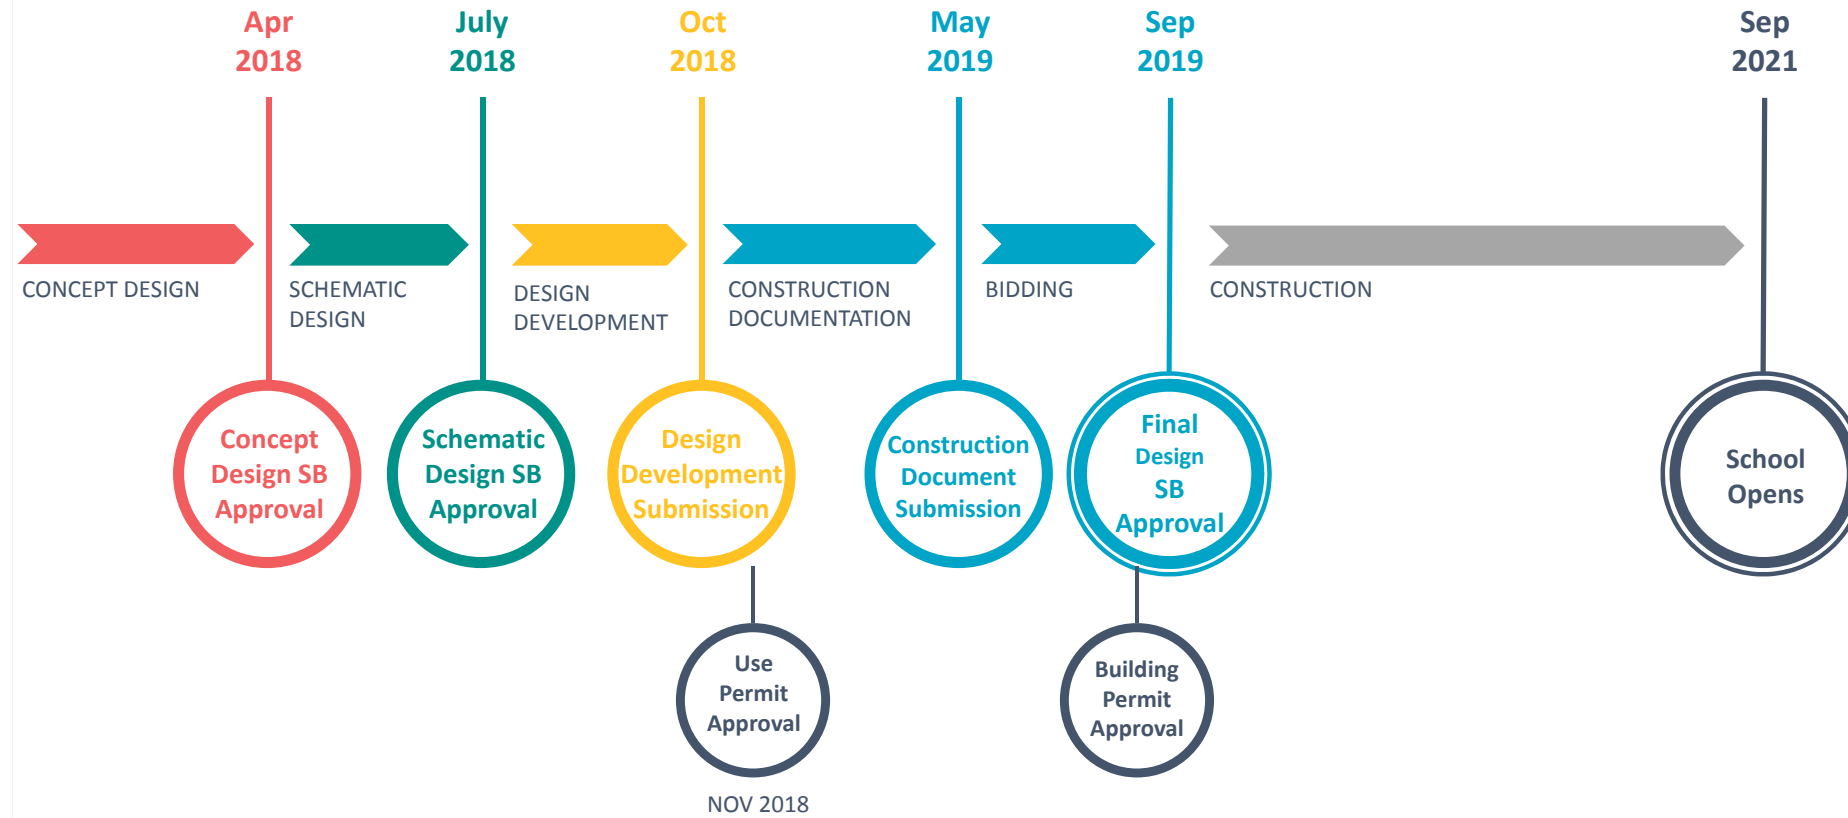 Apr
2018
July
2018
Oct
2018
May
2019
Sep
2019
Sep
2021
CONCEPT DESIGN
SCHEMATIC
DESIGN
DESIGN
DEVELOPMENT
CONSTRUCTION
DOCUMENTATION
BIDDING
CONSTRUCTION
Concept
Design SB
Approval
Schematic
Design SB
Approval
Design
Development
Submission
Construction
Document
Submission
Final
Design
SB
Approval
School
Opens
Use
Permit
Approval
NOV 2018
Building
Permit
Approval